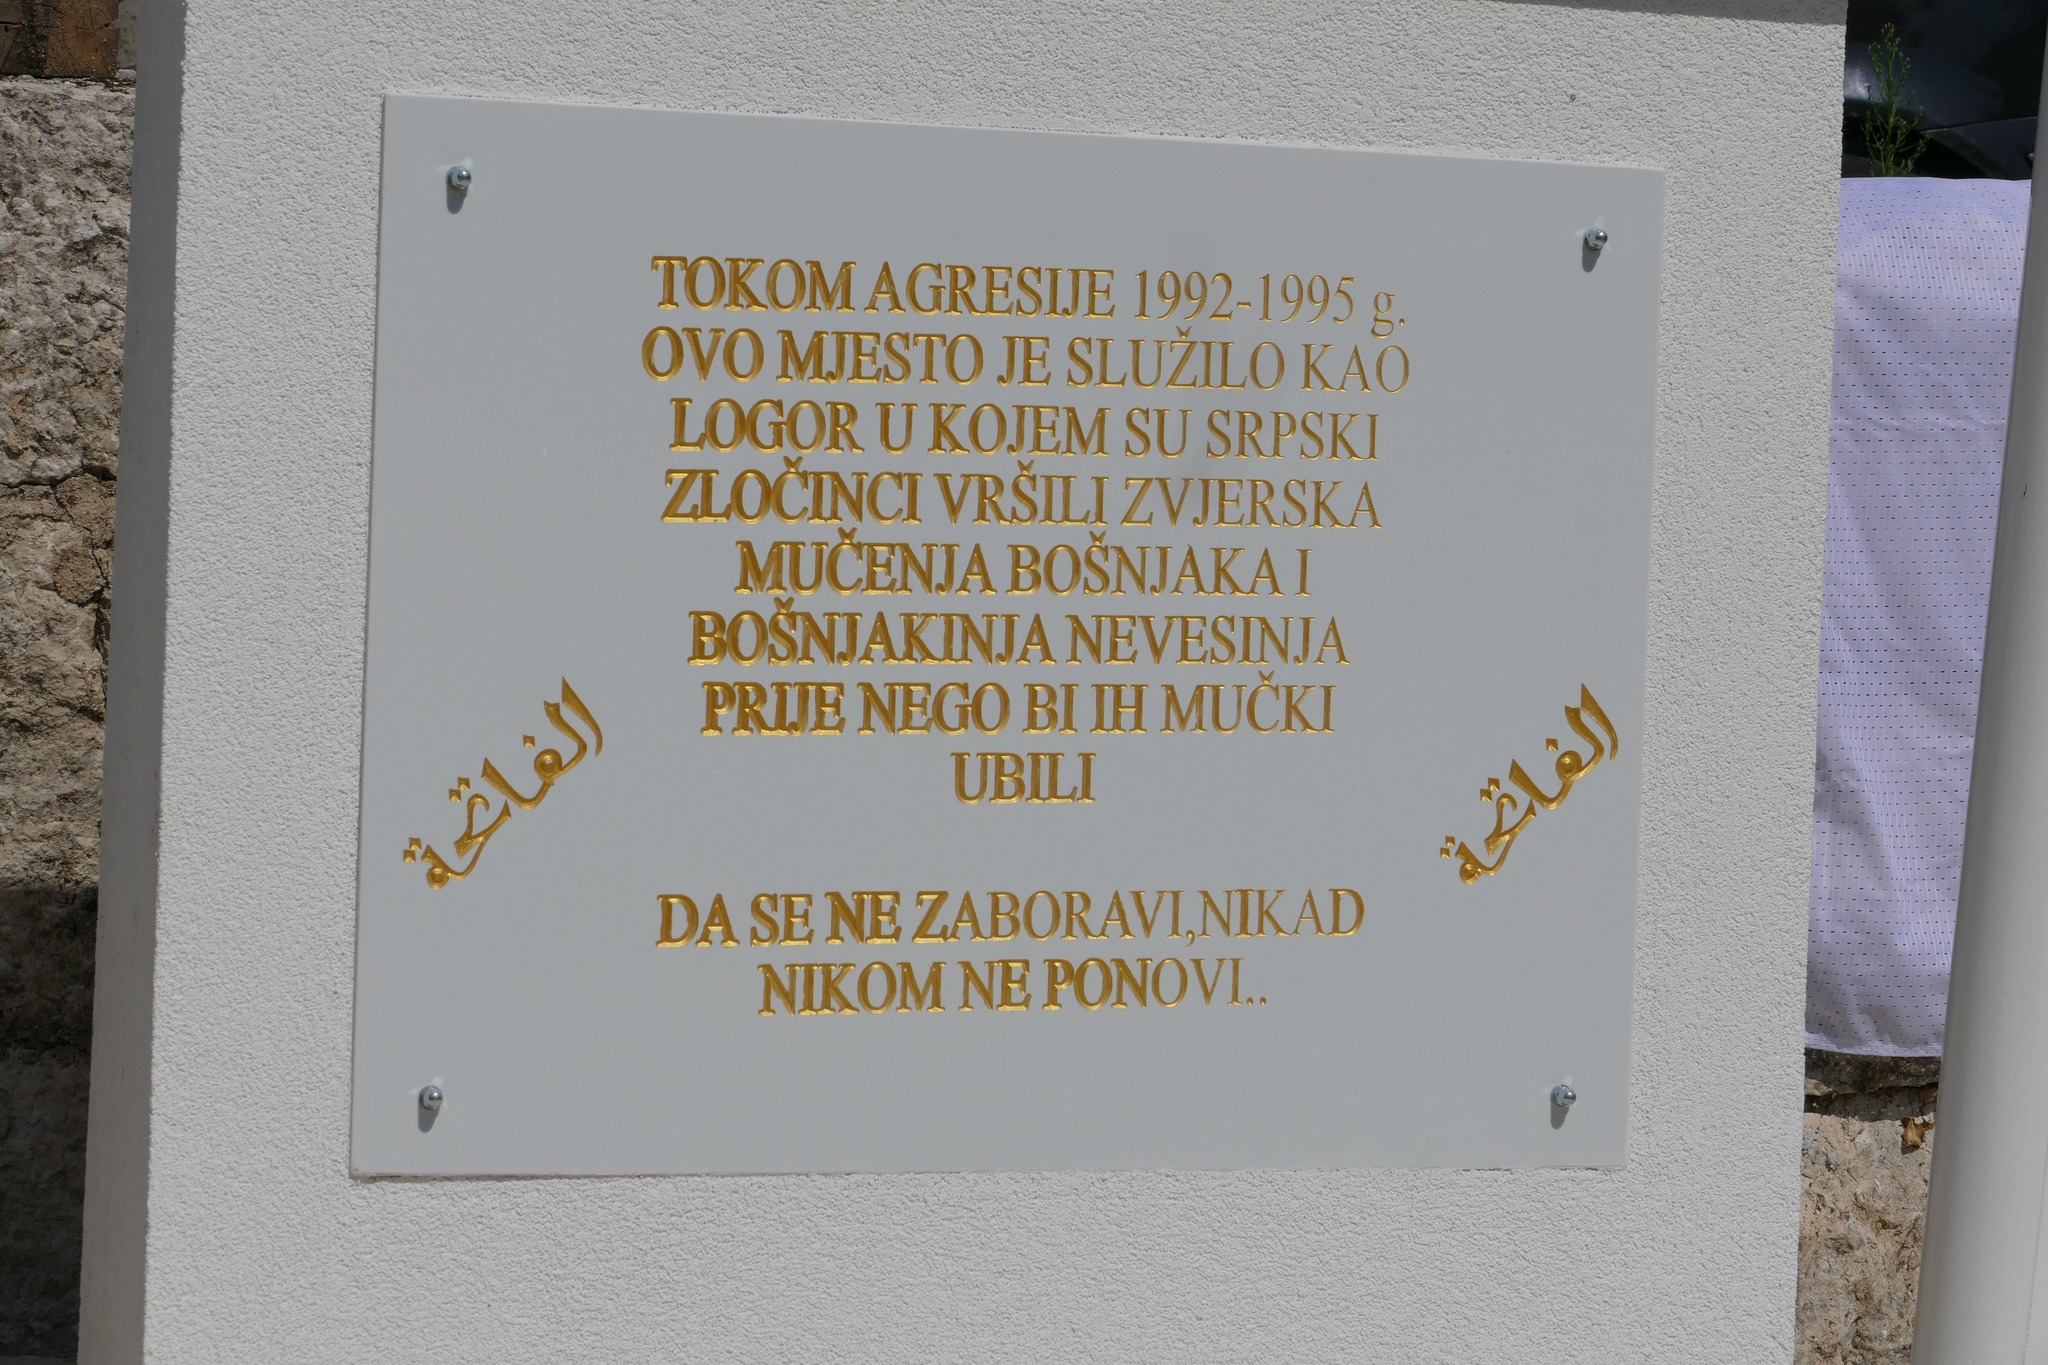 TOKOM AGRESIJE 1992-1995 g.
OVO MJESTO JE SLUŽILO KAO
LOGOR U KOJEM SU SRPSKI
ZLOČINCI VRŠILI ZVJERSKA
MUČENJA BOŠNJAKA I
BOŠNJAKINJA NEVESINJA
PRIJE NEGO BI IH MUČKI
UBILI
الفاتحة
الفاتحة
DA SE NE ZABORAVI,NIKAD
NIKOM NE PONOVI..